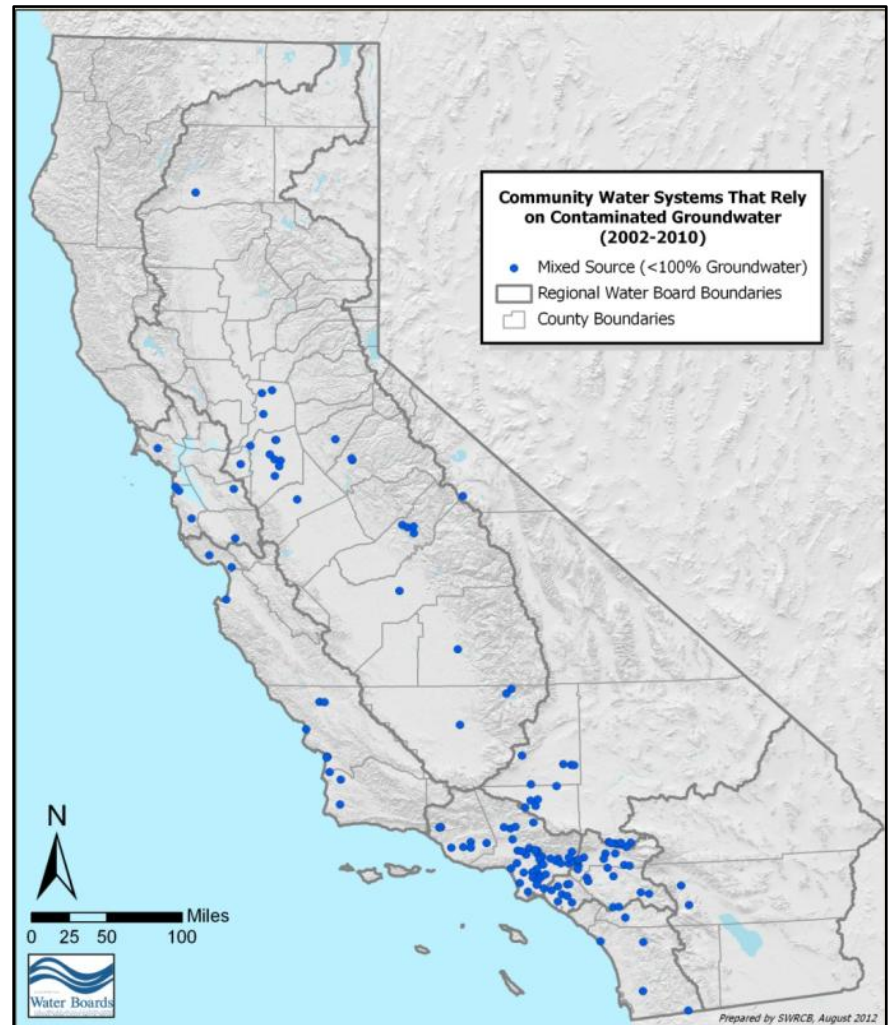 Community Water Systems That Rely
on Contaminated Groundwater
(2002-2010)
Mixed Source (<100% Groundwater)
Regional Water Board Boundaries
County Boundaries
N
Miles
0 25 50 100
Water Boards
Prepared by SWRCB, August 2012